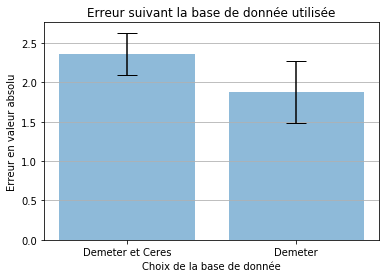 Erreur suivant la base de donnée utilisée
Erreur en valeur absolu
2.5
2.0
1.5
1.0
0.5
0.0
Demeter et Ceres
Demeter
Choix de la base de donnée